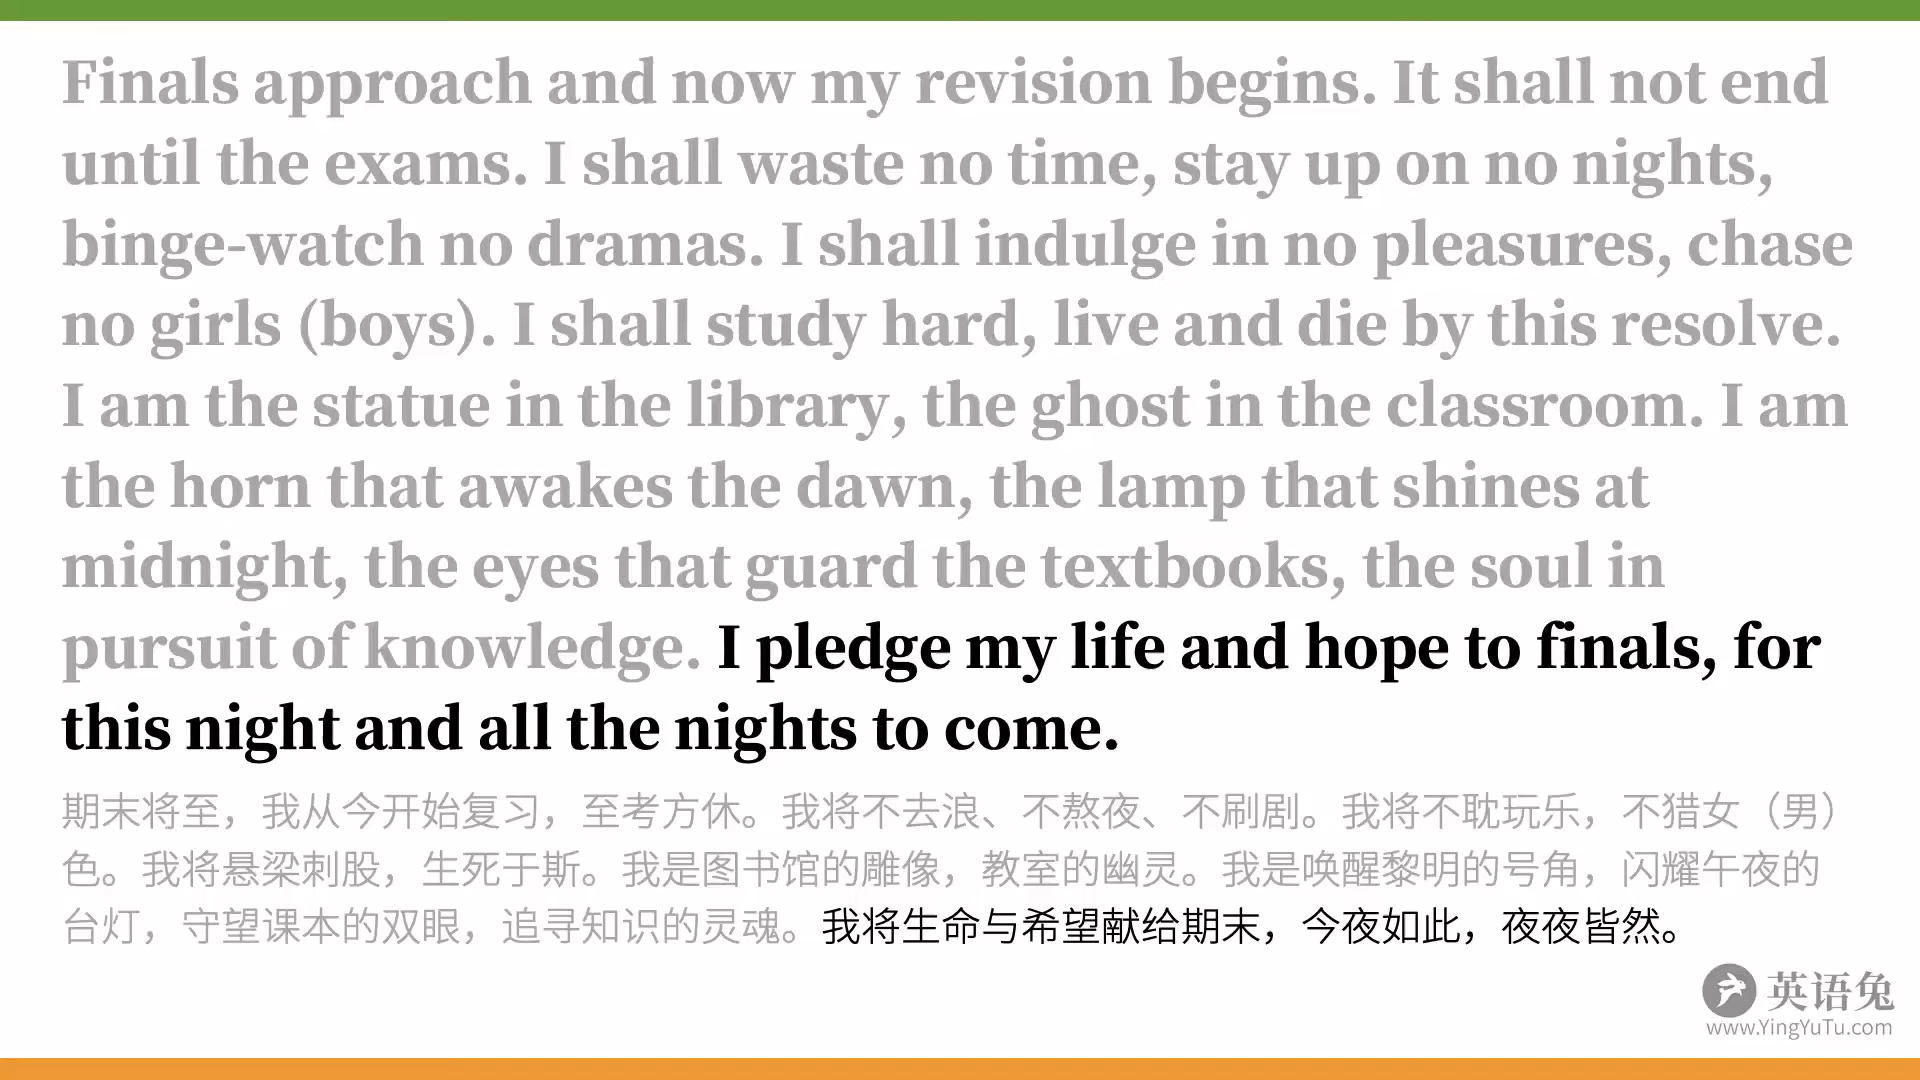 Finals approach and now my revision begins. It shall not end
until the exams. I shall waste no time, stay up on no nights,
binge-watch no dramas. I shall indulge in no pleasures, chase
no girls (boys). I shall study hard, live and die by this resolve.
I am the statue in the library, the ghost in the classroom. I am
the horn that awakes the dawn, the lamp that shines at
midnight, the eyes that guard the textbooks, the soul in
pursuit of knowledge. I pledge my life and hope to finals, for
this night and all the nights to come.
期末将至，我从今开始复习，至考方休。我将不去浪、不熬夜、不刷剧。我将不耽玩乐，不猎女（男）
色。我将悬梁刺股，生死于斯。我是图书馆的雕像，教室的幽灵。我是唤醒黎明的号角，闪耀午夜的
台灯，守望课本的双眼，追寻知识的灵魂。我将生命与希望献给期末，今夜如此，夜夜皆然。
英语兔
www.YingYuTu.com